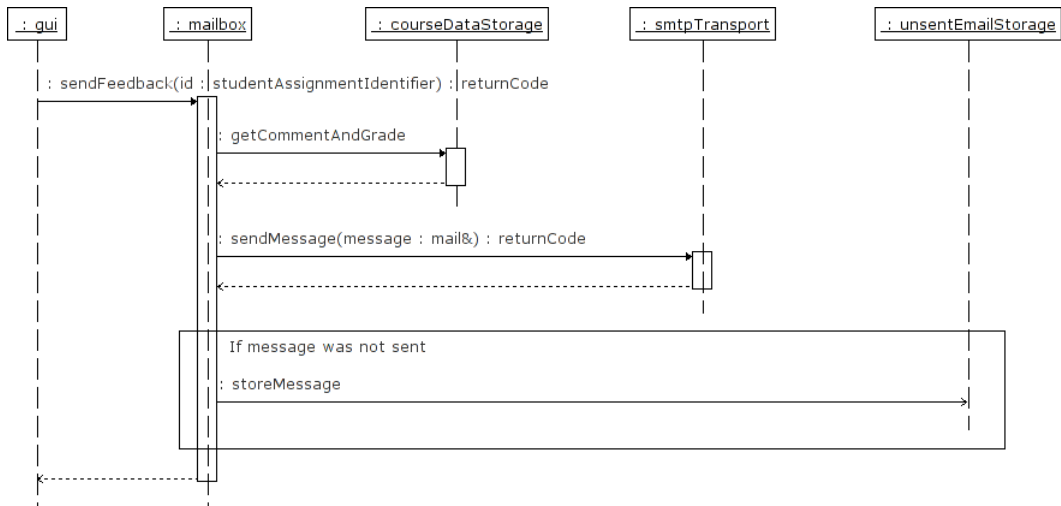 : gui
: mailbox
: courseDataStorage
: smtpTransport
: unsentEmailStorage
: sendFeedback(id : studentAssignmentIdentifier) : returnCode
: getCommentAndGrade
: sendMessage(message : mail&) : returnCode
If message was not sent
: storeMessage